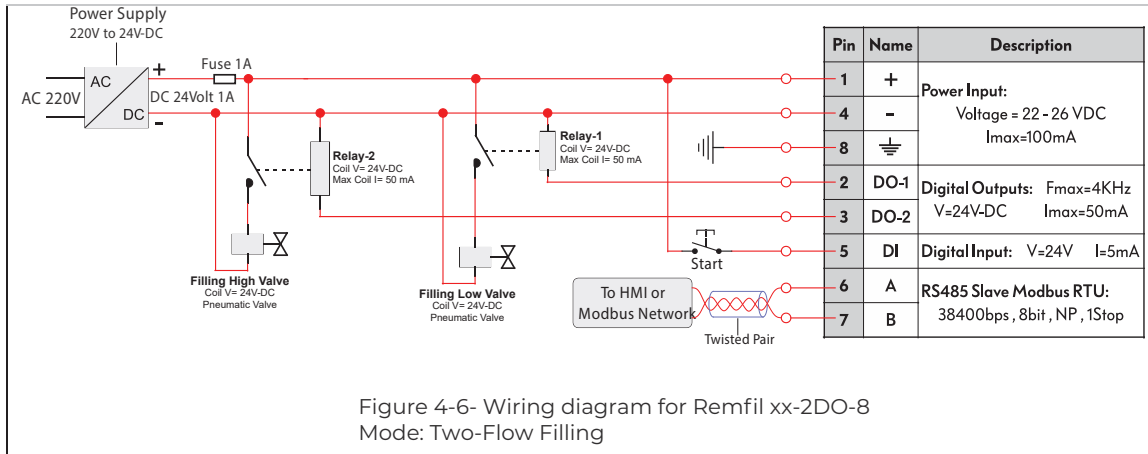 Power Supply
220V to 24V-DC
Fuse 1A
AC
+
AC 220V
DC 24Volt 1A
DC
-
Relay-2
Coil V= 24V-DC
Max Coil I= 50 mA
Relay-1
Coil V= 24V-DC
Max Coil I= 50 mA
Filling High Valve
Coil V= 24V-DC
Pneumatic Valve
Filling Low Valve
Coil V= 24V-DC
Pneumatic Valve
Start
To HMI or
Modbus Network
Twisted Pair
Pin Name Description
1 + Power Input:
4 - Voltage = 22 - 26 VDC
8 Imax=100mA
2 DO-1 Digital Outputs: Fmax=4KHz
3 DO-2 V=24V-DC Imax=50mA
5 DI Digital Input: V=24V I=5mA
6 A RS485 Slave Modbus RTU:
7 B 38400bps , 8bit , NP , 1Stop
Figure 4-6- Wiring diagram for Remfil xx-2DO-8
Mode: Two-Flow Filling